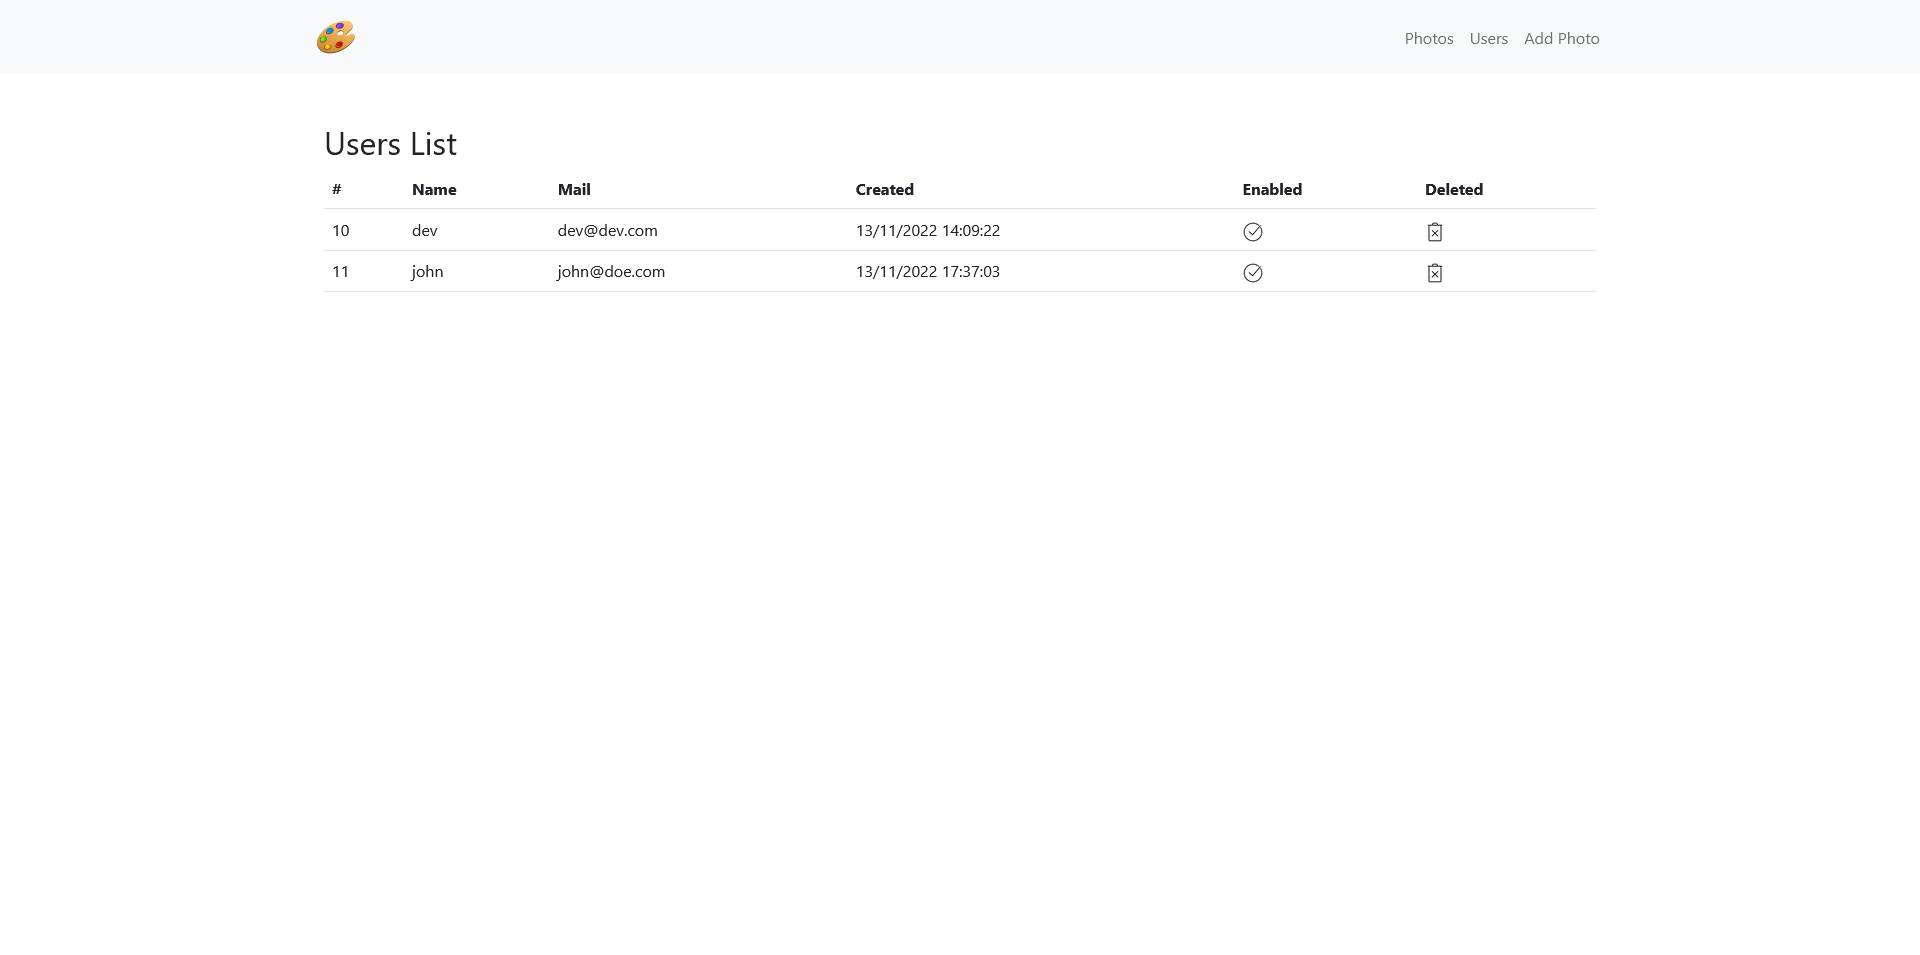 Photos Users Add Photo
Users List
# Name Mail Created Enabled Deleted
10 dev dev@dev.com 13/11/2022 14:09:22
11 john john@doe.com 13/11/2022 17:37:03